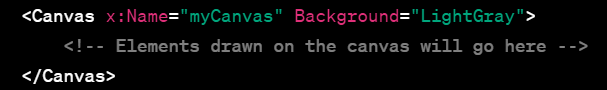 <Canvas x:Name="myCanvas" Background="LightGray">
    <!-- Elements drawn on the canvas will go here -->
</Canvas>